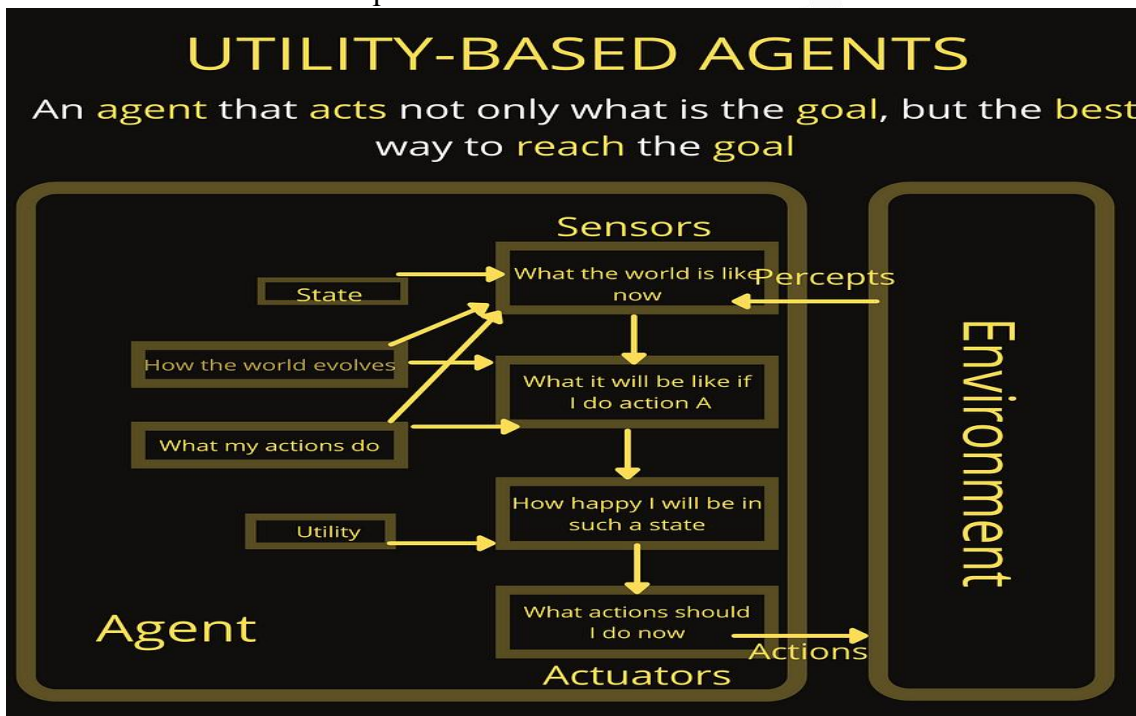 UTILITY-BASED AGENTS
An agent that acts not only what is the goal, but the best
way to reach the goal
Sensors
What the world is like
now
Percepts
State
How the world evolves
What it will be like if
I do action A
What my actions do
How happy I will be in
such a state
Utility
What actions should
I do now
Actions
Agent
Actuators
Environment